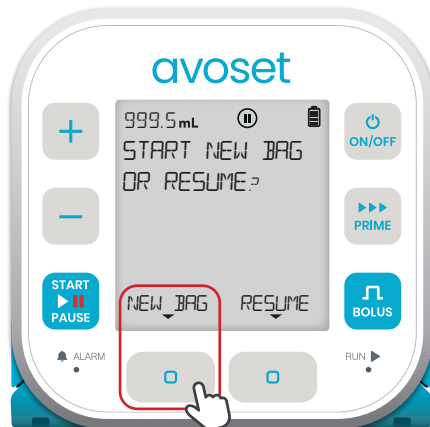 avoset
999.5 mL
START NEW BAG
OR RESUME?
NEW BAG RESUME
ON/OFF
PRIME
START
PAUSE
BOLUS
ALARM
RUN